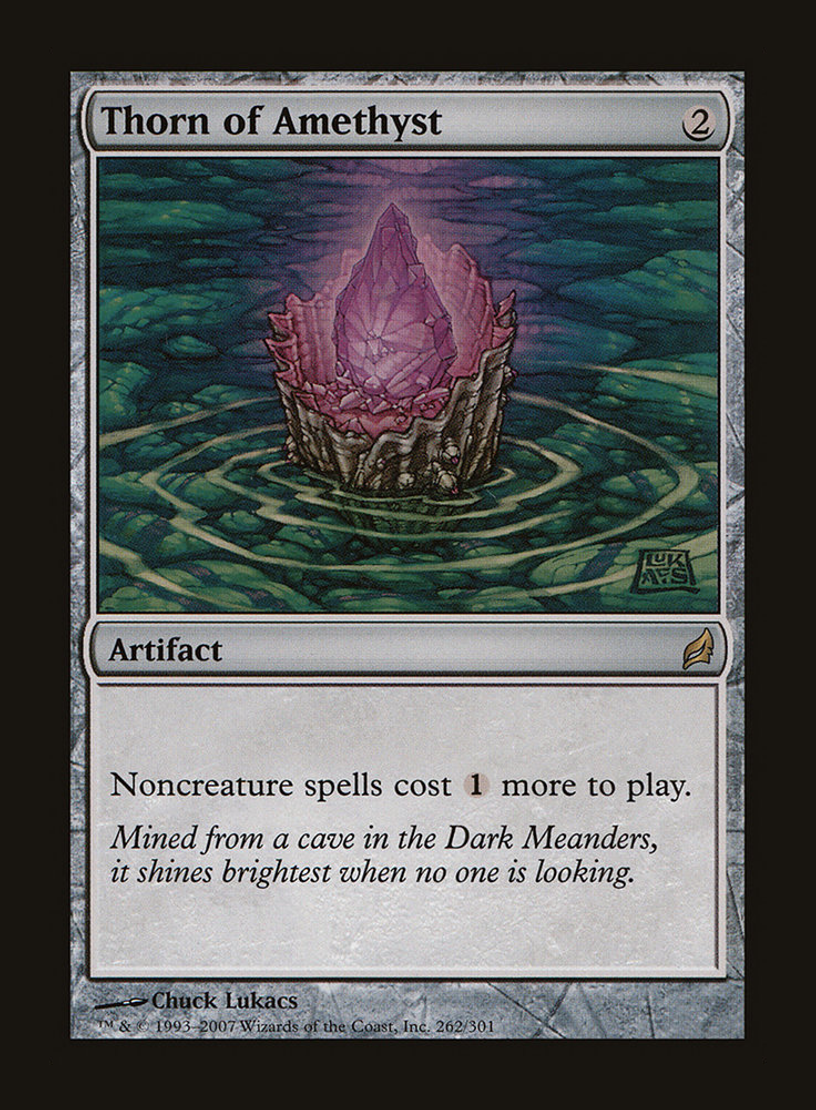 Thorn of Amethyst 2
LUK
ACS
Artifact
Noncreature spells cost 1 more to play.
Mined from a cave in the Dark Meanders,
it shines brightest when no one is looking.
Chuck Lukacs
™ & © 1993–2007 Wizards of the Coast, Inc. 262/301